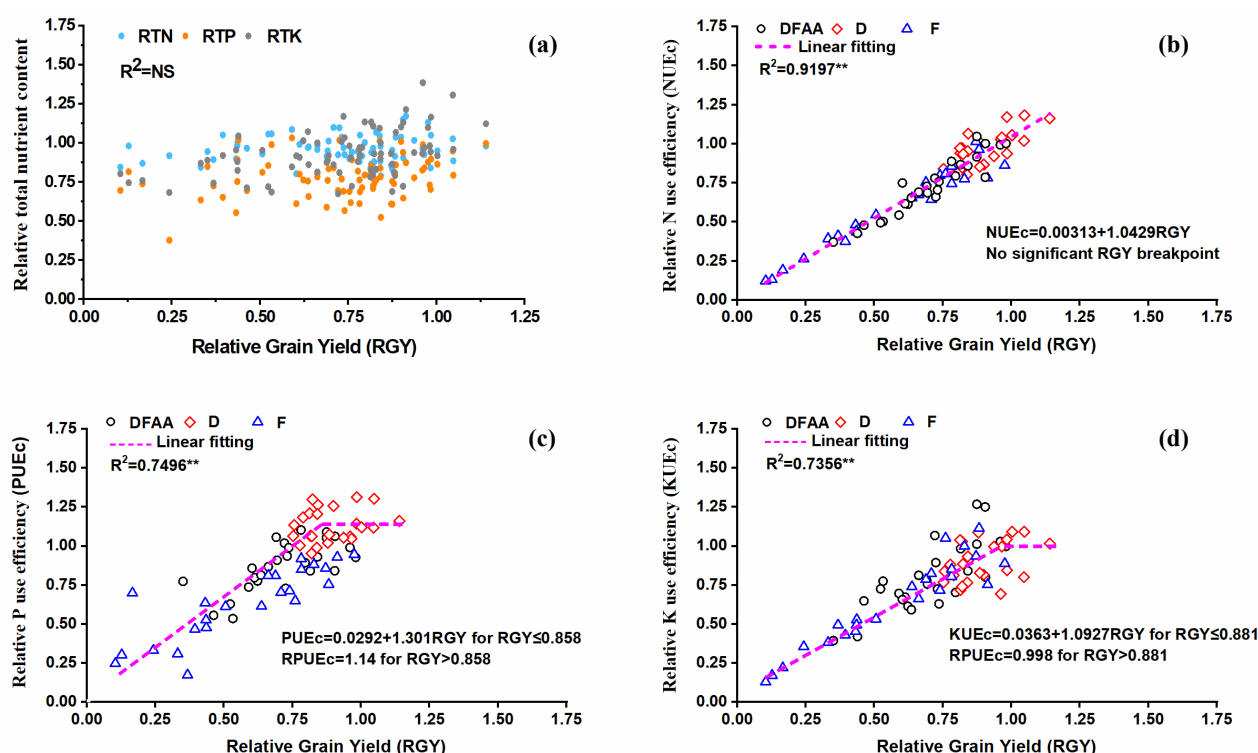 RTN RTP RTK
(a)
R2=NS
Relative total nutrient content
1.75
1.50
1.25
1.00
0.75
0.50
0.25
0.00
0.00 0.25 0.50 0.75 1.00 1.25
Relative Grain Yield (RGY)
DFAA D F
(b)
Linear fitting
R2=0.9197**
Relative N use efficiency (NUEc)
1.75
1.50
1.25
1.00
0.75
0.50
0.25
0.00
NUEc=0.00313+1.0429RGY
No significant RGY breakpoint
0.00 0.25 0.50 0.75 1.00 1.25 1.50 1.75
Relative Grain Yield (RGY)
DFAA D F
(c)
Linear fitting
R2=0.7496**
Relative P use efficiency (PUEc)
1.75
1.50
1.25
1.00
0.75
0.50
0.25
0.00
PUEc=0.0292+1.301RGY for RGY≤0.858
RPUEc=1.14 for RGY>0.858
0.00 0.25 0.50 0.75 1.00 1.25 1.50 1.75
Relative Grain Yield (RGY)
DFAA D F
(d)
Linear fitting
R2=0.7356**
Relative K use efficiency (KUEc)
1.75
1.50
1.25
1.00
0.75
0.50
0.25
0.00
KUEc=0.0363+1.0927RGY for RGY≤0.881
RPUEc=0.998 for RGY>0.881
0.00 0.25 0.50 0.75 1.00 1.25 1.50 1.75
Relative Grain Yield (RGY)